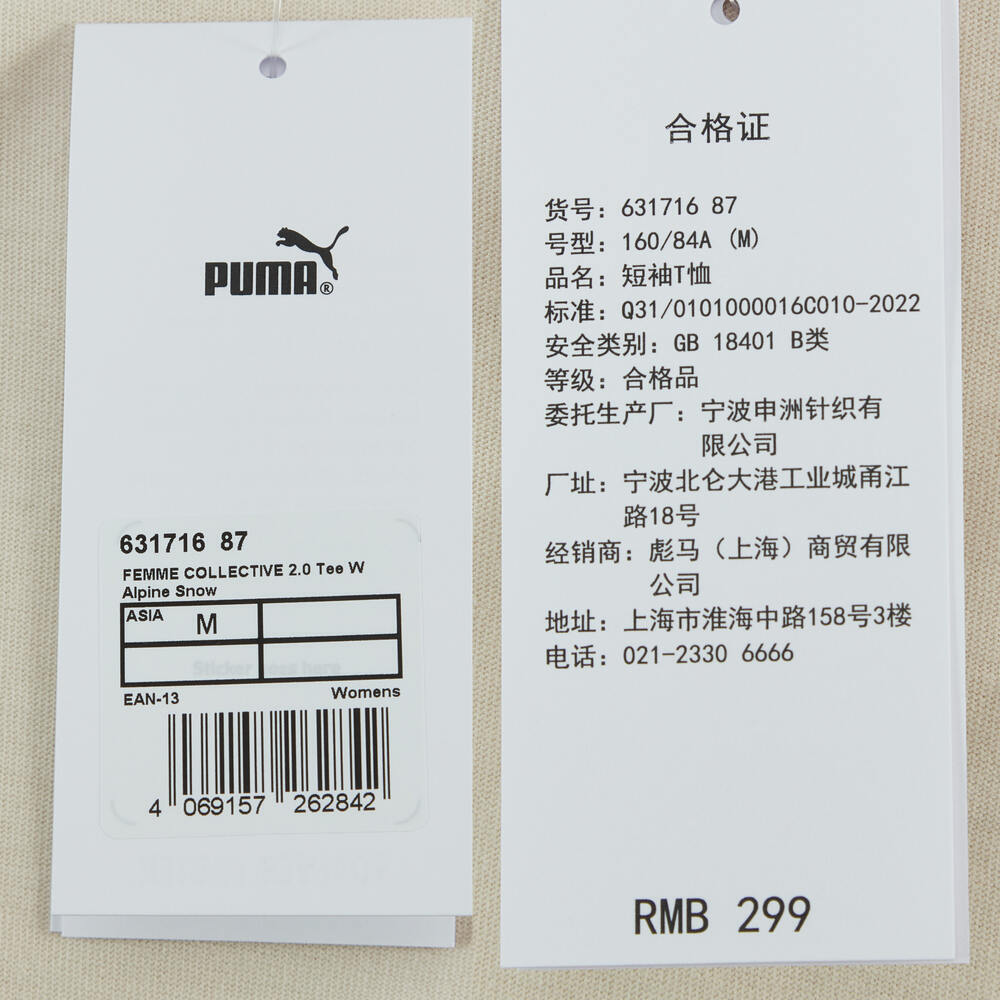 PUMA®
631716 87
FEMME COLLECTIVE 2.0 Tee W
Alpine Snow
ASIA M
Sticker goes here
EAN-13 Womens
4 069157 262842
合格证
货号：631716 87
号型：160/84A (M)
品名：短袖T恤
标准：Q31/0101000016C010-2022
安全类别：GB 18401 B类
等级：合格品
委托生产厂：宁波申洲针织有
限公司
厂址：宁波北仑大港工业城甬江
路18号
经销商：彪马（上海）商贸有限
公司
地址：上海市淮海中路158号3楼
电话：021-2330 6666
RMB 299